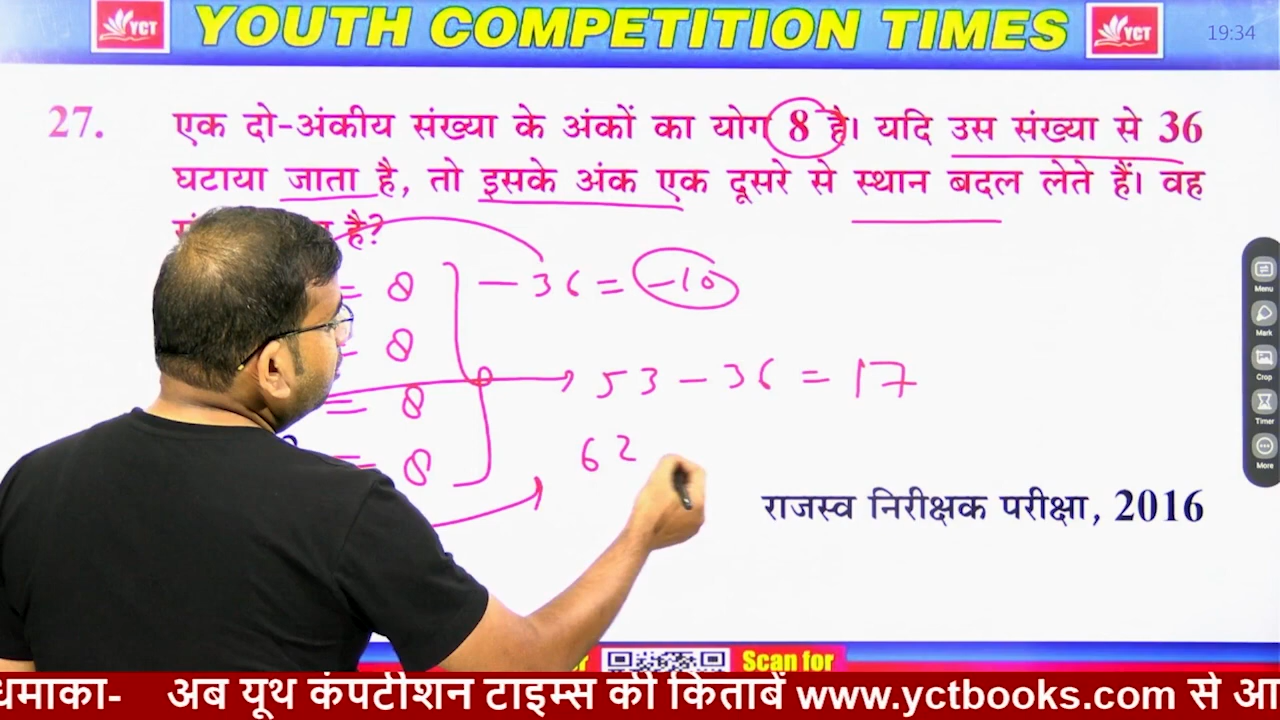 YCT
YOUTH COMPETITION TIMES
YCT
19:34
27. एक दो-अंकीय संख्या के अंकों का योग 8 है। यदि उस संख्या से 36
घटाया जाता है, तो इसके अंक एक दूसरे से स्थान बदल लेते हैं। वह
है?
= 8 - 36 = -10
= 8
= 8 53 - 36 = 17
= 8 62
राजस्व निरीक्षक परीक्षा, 2016
Menu
Mark
Crop
Timer
More
Scan for
धमाका- अब यूथ कंपटीशन टाइम्स की किताबें www.yctbooks.com से आ